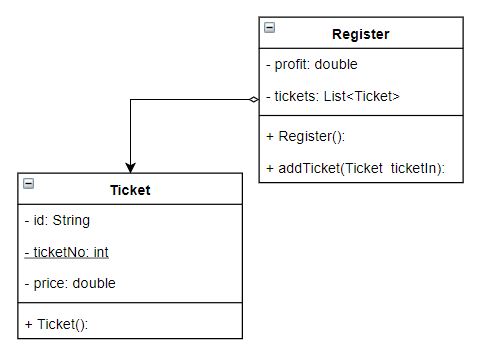 Register
- profit: double
- tickets: List<Ticket>
+ Register():
+ addTicket(Ticket ticketIn):
Ticket
- id: String
- ticketNo: int
- price: double
+ Ticket():